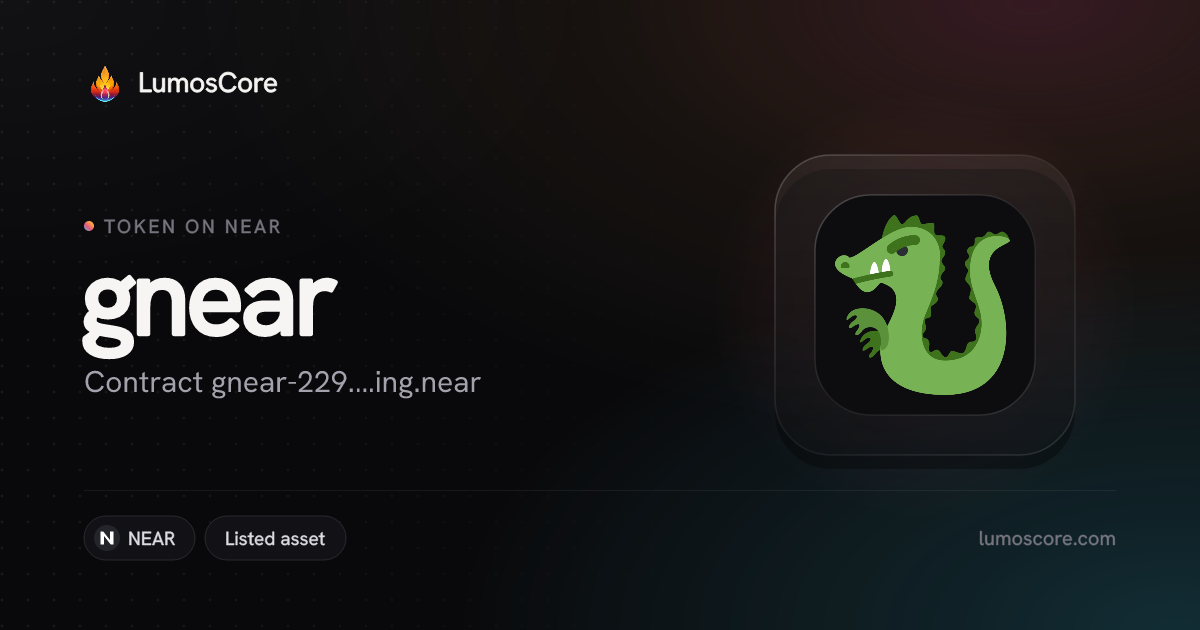 LumosCore
TOKEN ON NEAR
gnear
Contract gnear-229....ing.near
N NEAR
Listed asset
lumoscore.com